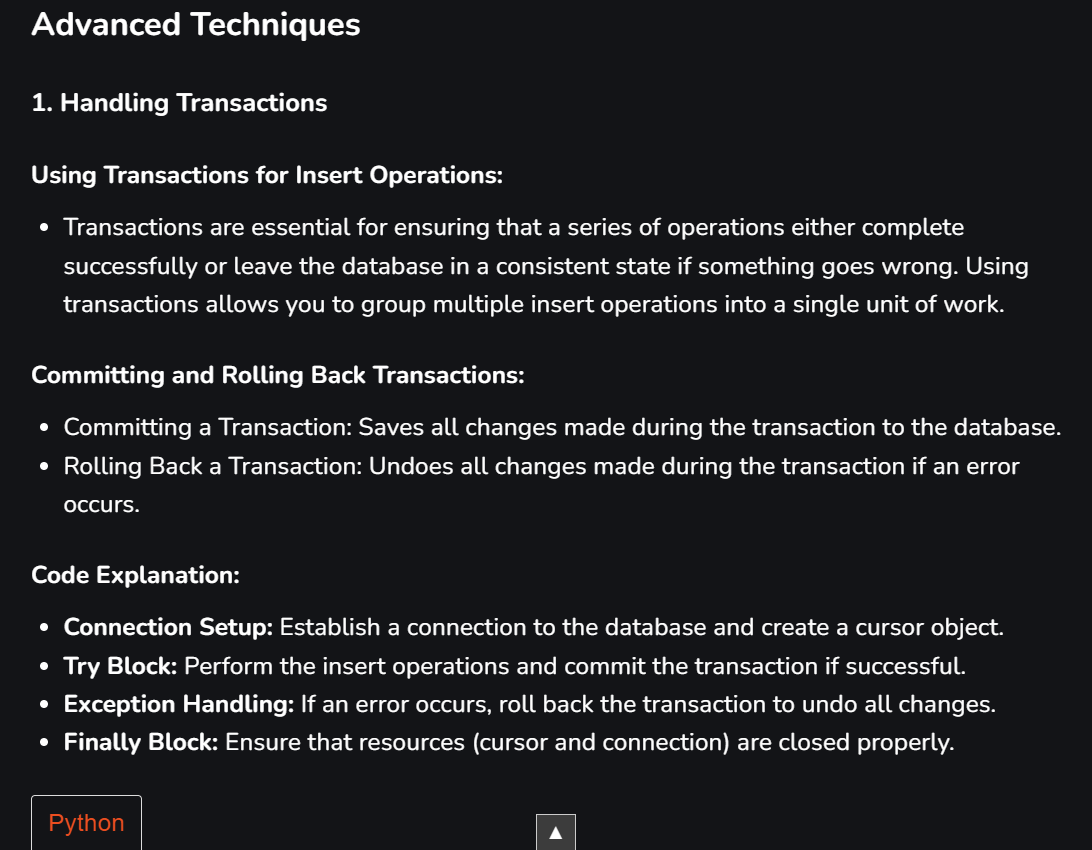 Advanced Techniques
1. Handling Transactions
Using Transactions for Insert Operations:
• Transactions are essential for ensuring that a series of operations either complete
successfully or leave the database in a consistent state if something goes wrong. Using
transactions allows you to group multiple insert operations into a single unit of work.
Committing and Rolling Back Transactions:
• Committing a Transaction: Saves all changes made during the transaction to the database.
• Rolling Back a Transaction: Undoes all changes made during the transaction if an error
occurs.
Code Explanation:
• Connection Setup: Establish a connection to the database and create a cursor object.
• Try Block: Perform the insert operations and commit the transaction if successful.
• Exception Handling: If an error occurs, roll back the transaction to undo all changes.
• Finally Block: Ensure that resources (cursor and connection) are closed properly.
Python